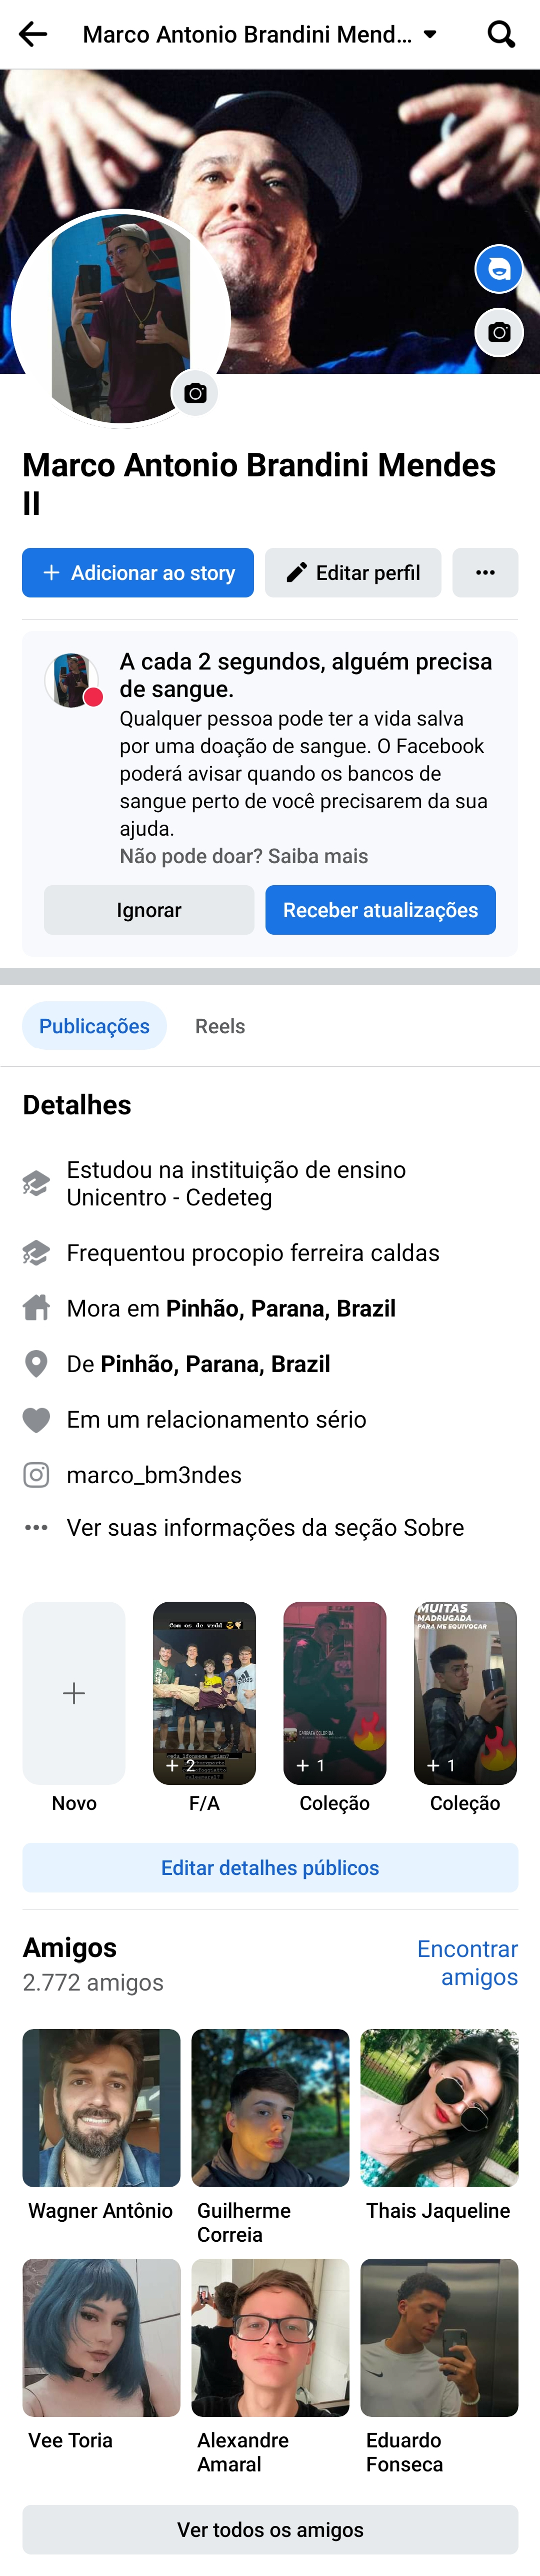 Marco Antonio Brandini Mend...
Marco Antonio Brandini Mendes
II
Adicionar ao story
Editar perfil
A cada 2 segundos, alguém precisa
de sangue.
Qualquer pessoa pode ter a vida salva
por uma doação de sangue. O Facebook
poderá avisar quando os bancos de
sangue perto de você precisarem da sua
ajuda.
Não pode doar? Saiba mais
Ignorar
Receber atualizações
Publicações
Reels
Detalhes
Estudou na instituição de ensino
Unicentro - Cedeteg
Frequentou procopio ferreira caldas
Mora em Pinhão, Parana, Brazil
De Pinhão, Parana, Brazil
Em um relacionamento sério
marco_bm3ndes
Ver suas informações da seção Sobre
Com os de vrdd
MUITAS
MADRUGADA
PARA ME EQUIVOCAR
+ 2
+ 1
+ 1
Novo
F/A
Coleção
Coleção
Editar detalhes públicos
Amigos
2.772 amigos
Encontrar
amigos
Wagner Antônio
Guilherme
Correia
Thais Jaqueline
Vee Toria
Alexandre
Amaral
Eduardo
Fonseca
Ver todos os amigos